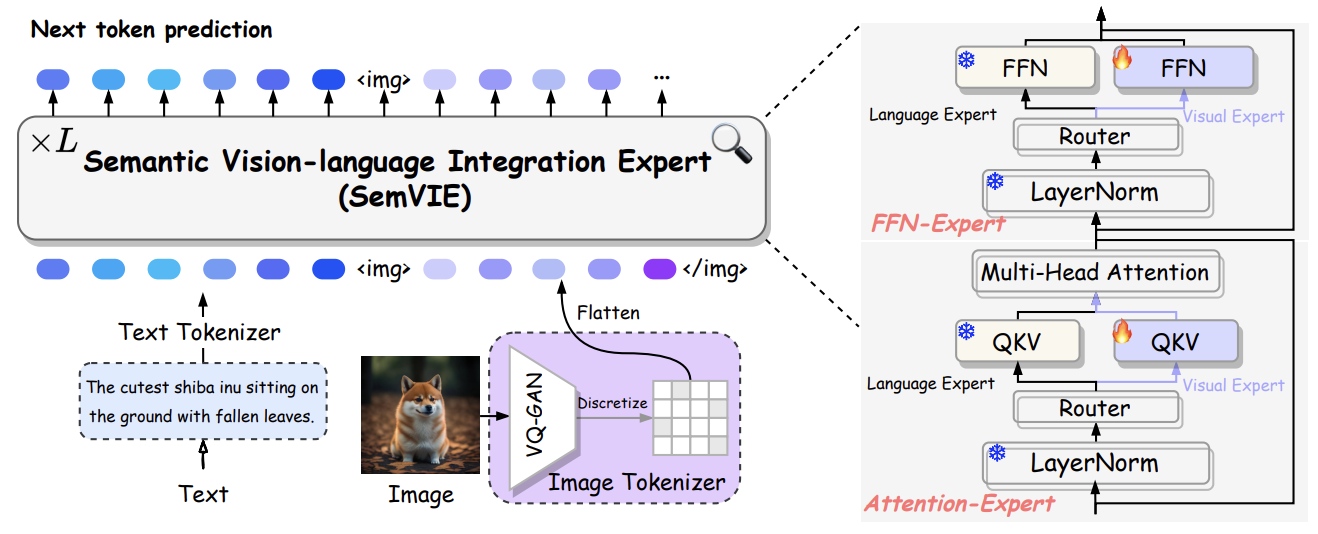 Next token prediction
<img>
...
×L
Semantic Vision-language Integration Expert
(SemVIE)
<img>
</img>
Flatten
Text Tokenizer
The cutest shiba inu sitting on
the ground with fallen leaves.
Text
Image
VQ-GAN
Discretize
Image Tokenizer
FFN
FFN
Language Expert
Visual Expert
Router
LayerNorm
FFN-Expert
Multi-Head Attention
QKV
QKV
Language Expert
Visual Expert
Router
LayerNorm
Attention-Expert